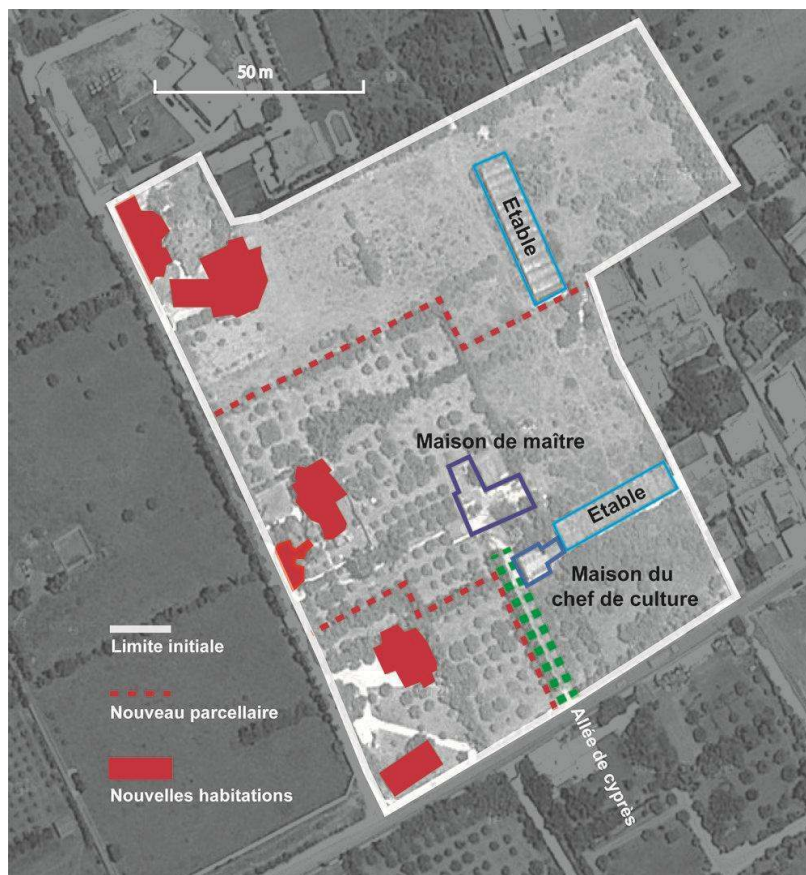 50 m
Etable
Maison de maître
Etable
Maison du
chef de culture
Limite initiale
Nouveau parcellaire
Nouvelles habitations
Allée de cyprès